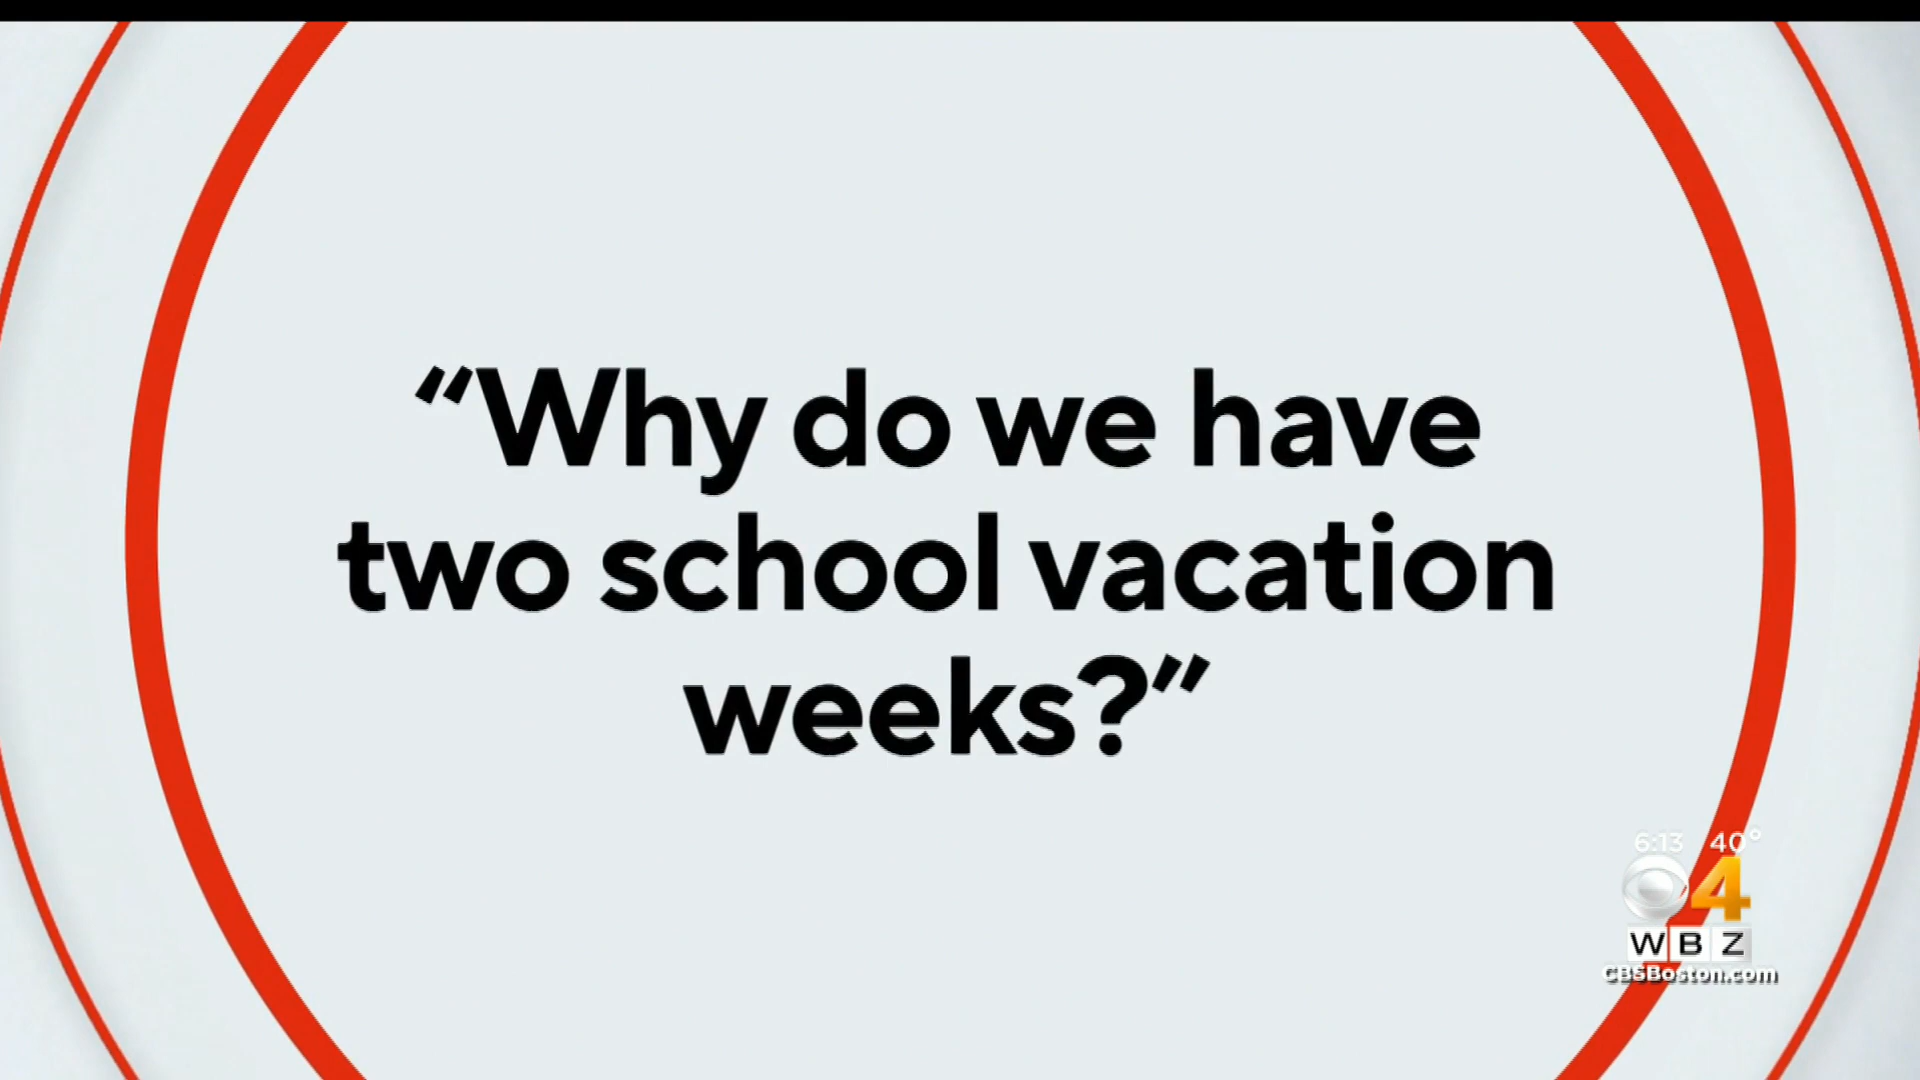 “Why do we have
two school vacation
weeks?”
6:13 40°
4
WBZ
CBSBoston.com